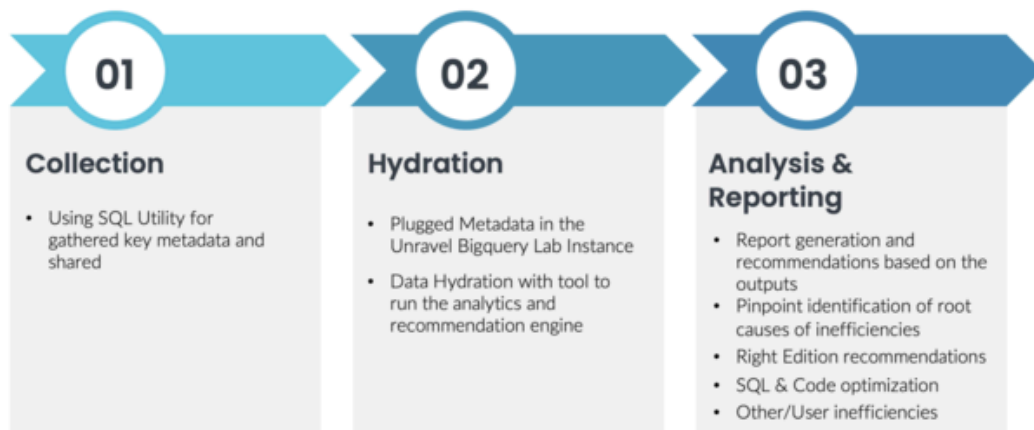 01
Collection
• Using SQL Utility for
gathered key metadata and
shared
02
Hydration
• Plugged Metadata in the
Unravel Bigquery Lab Instance
• Data Hydration with tool to
run the analytics and
recommendation engine
03
Analysis &
Reporting
• Report generation and
recommendations based on the
outputs
• Pinpoint identification of root
causes of inefficiencies
• Right Edition recommendations
• SQL & Code optimization
• Other/User inefficiencies